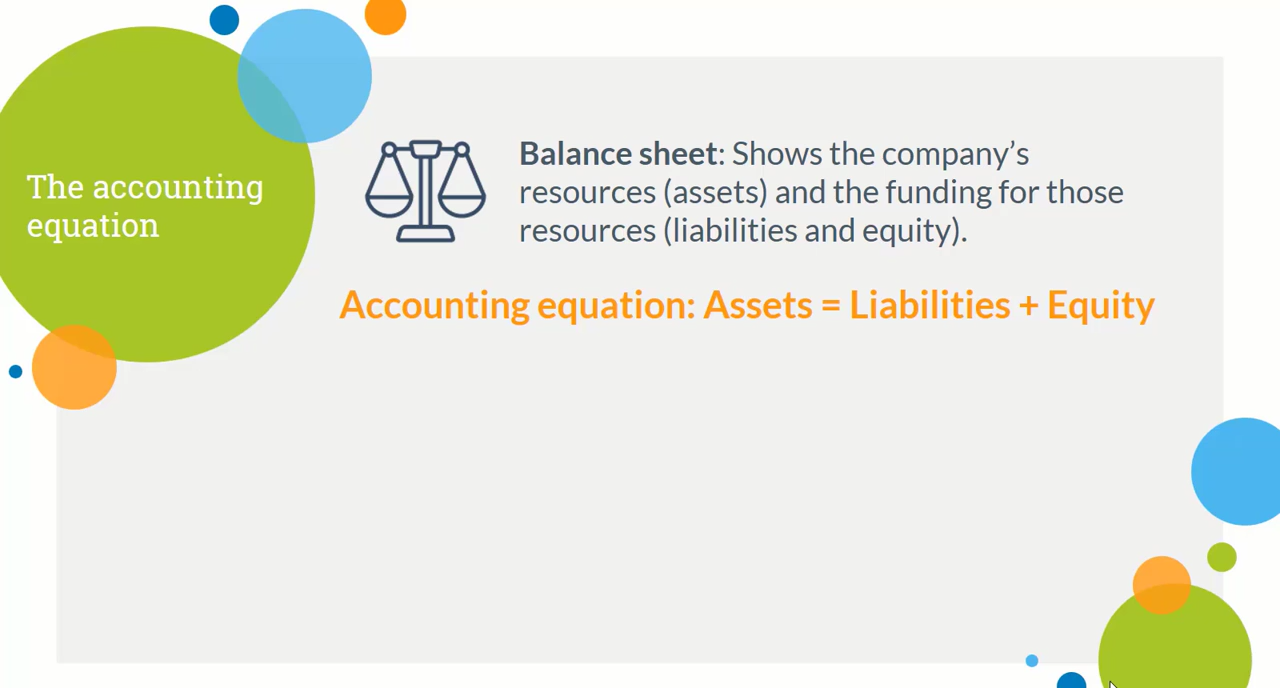 The accounting
equation
Balance sheet: Shows the company’s
resources (assets) and the funding for those
resources (liabilities and equity).
Accounting equation: Assets = Liabilities + Equity